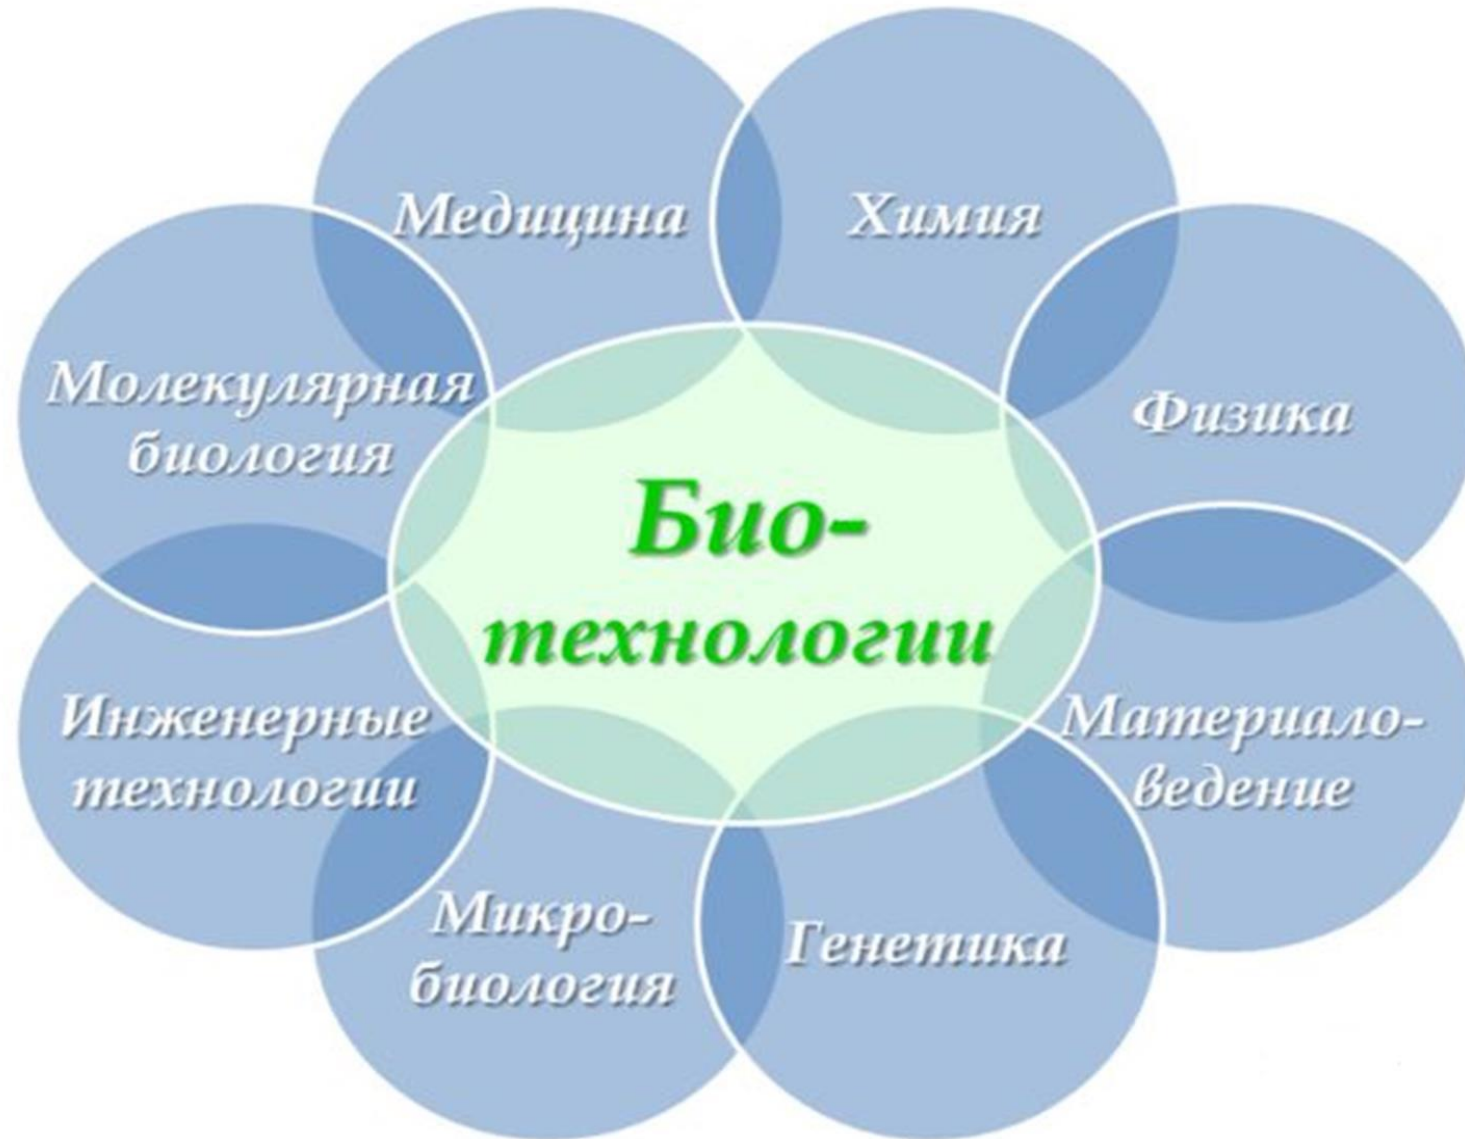 Медицина
Химия
Молекулярная
биология
Физика
Био-
технологии
Инженерные
технологии
Материало-
ведение
Микро-
биология
Генетика